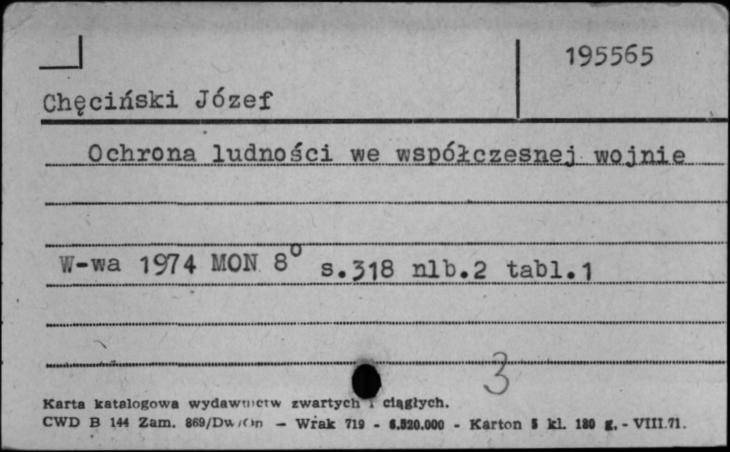 195565
Chęciński Józef
Ochrona ludności we współczesnej wojnie
W-wa 1974 MON 8° s.318 nlb.2 tabl.1
3
Karta katalogowa wydawnictw zwartych i ciągłych.
CWD B 144 Zam. 869/Dw/On — Wrak 719 - 6.520.000 - Karton 5 kl. 180 g. - VIII.71.